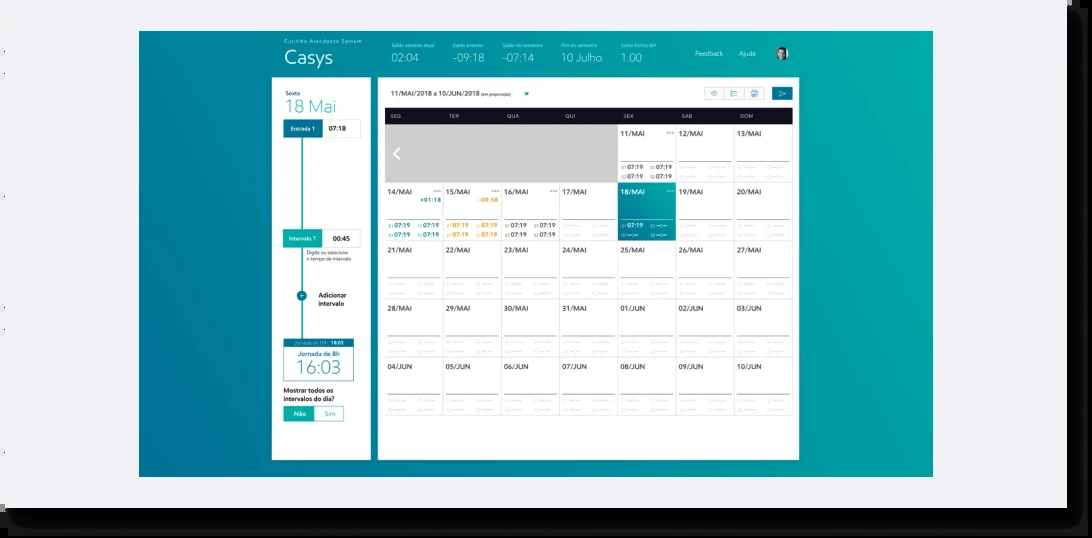 Curitiba Atendance System
Casys
Saldo período atual
02:04
Saldo anterior
-09:18
Saldo do semestre
-07:14
Fim do semestre
10 Julho
1.00
Feedback
Ajuda
Sexta
18 Mai
Entrada 1 07:18
Intervalo 1 00:45
Digite ou selecione
o tempo de intervalo
Adicionar
intervalo
Jornada de 10h 18:03
Jornada de 8h
16:03
Mostrar todos os
intervalos do dia?
Não Sim
11/MAI/2018 a 10/JUN/2018 (em preparação)
SEG TER QUA QUI SEX SAB DOM
11/MAI 12/MAI 13/MAI
07:19 07:19
07:19 07:19
14/MAI 15/MAI 16/MAI 17/MAI 18/MAI 19/MAI 20/MAI
+01:18 -00:58
07:19 07:19 07:19 07:19 07:19 07:19 07:19
07:19 07:19 07:19 07:19 07:19 07:19
21/MAI 22/MAI 23/MAI 24/MAI 25/MAI 26/MAI 27/MAI
28/MAI 29/MAI 30/MAI 31/MAI 01/JUN 02/JUN 03/JUN
04/JUN 05/JUN 06/JUN 07/JUN 08/JUN 09/JUN 10/JUN